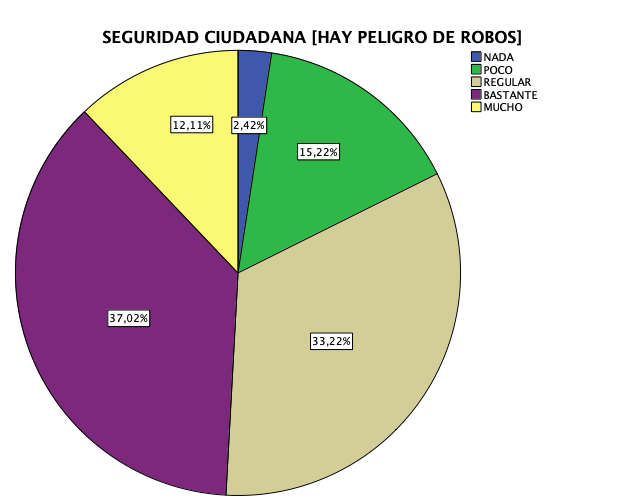 SEGURIDAD CIUDADANA [HAY PELIGRO DE ROBOS]
NADA
POCO
REGULAR
BASTANTE
MUCHO
12,11%
2,42%
15,22%
37,02%
33,22%